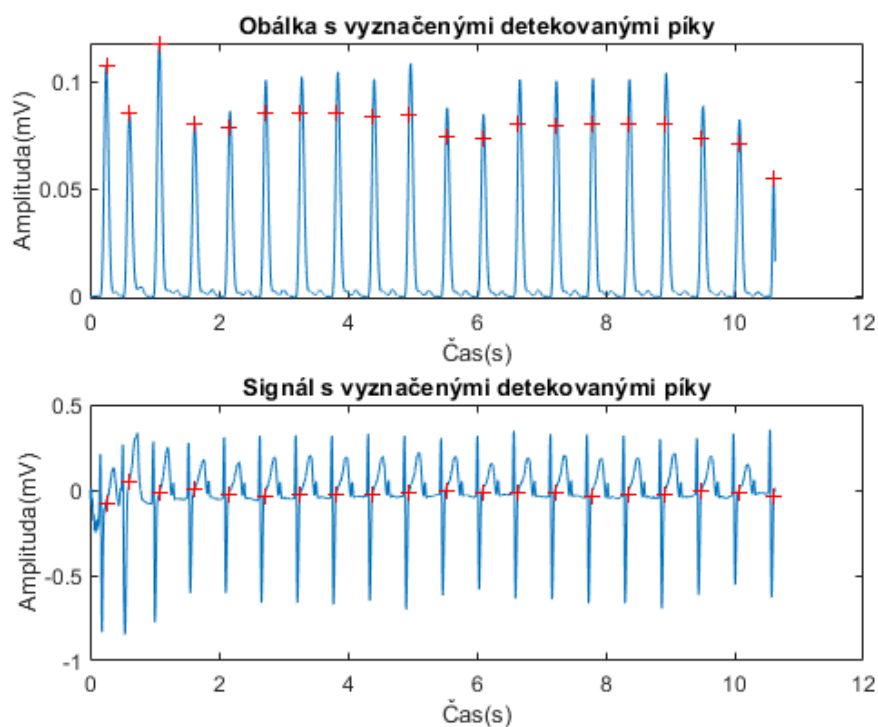 Obálka s vyznačenými detekovanými píky
0.1
0.05
0
Amplituda(mV)
0 2 4 6 8 10 12
Čas(s)
Signál s vyznačenými detekovanými píky
0.5
0
-0.5
-1
Amplituda(mV)
0 2 4 6 8 10 12
Čas(s)